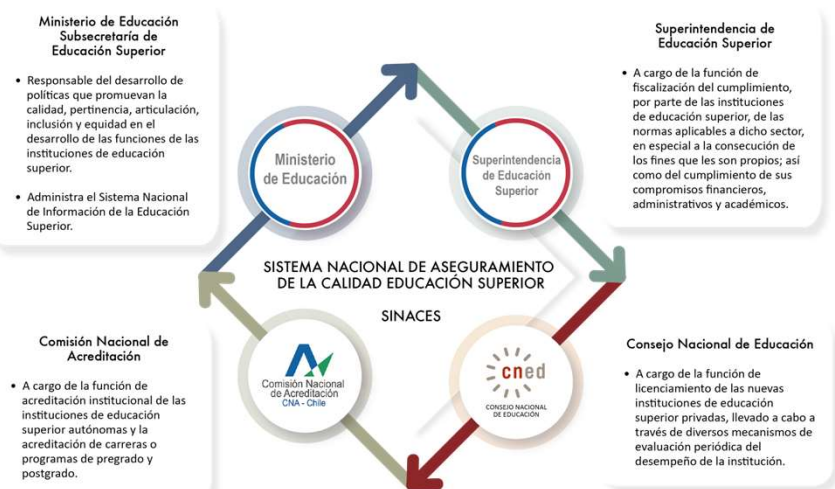 Ministerio de Educación
Subsecretaría de
Educación Superior
• Responsable del desarrollo de
políticas que promuevan la
calidad, pertinencia, articulación,
inclusión y equidad en el
desarrollo de las funciones de las
instituciones de educación
superior.
• Administra el Sistema Nacional
de Información de la Educación
Superior.
Ministerio
de Educación
Superintendencia
de Educación
Superior
Superintendencia de
Educación Superior
• A cargo de la función de
fiscalización del cumplimiento,
por parte de las instituciones
de educación superior, de las
normas aplicables a dicho sector,
en especial a la consecución de
los fines que les son propios; así
como del cumplimiento de sus
compromisos financieros,
administrativos y académicos.
SISTEMA NACIONAL DE ASEGURAMIENTO
DE LA CALIDAD EDUCACIÓN SUPERIOR
SINACES
Comisión Nacional de
Acreditación
• A cargo de la función de
acreditación institucional de las
instituciones de educación
superior autónomas y la
acreditación de carreras o
programas de pregrado y
postgrado.
Comisión Nacional
de Acreditación
CNA - Chile
cned
CONSEJO NACIONAL
DE EDUCACIÓN
Consejo Nacional de Educación
• A cargo de la función de
licenciamiento de las nuevas
instituciones de educación
superior privadas, llevado a cabo a
través de diversos mecanismos de
evaluación periódica del
desempeño de la institución.